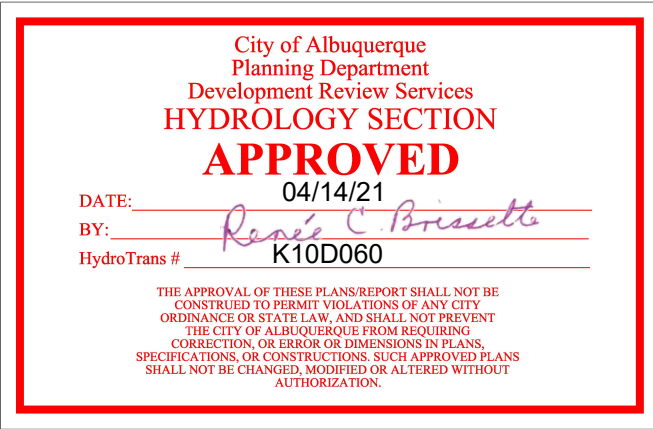 City of Albuquerque
Planning Department
Development Review Services
HYDROLOGY SECTION
APPROVED
DATE: 04/14/21
BY: Renée C. Brissette
HydroTrans # K10D060
THE APPROVAL OF THESE PLANS/REPORT SHALL NOT BE
CONSTRUED TO PERMIT VIOLATIONS OF ANY CITY
ORDINANCE OR STATE LAW, AND SHALL NOT PREVENT
THE CITY OF ALBUQUERQUE FROM REQUIRING
CORRECTION, OR ERROR OR DIMENSIONS IN PLANS,
SPECIFICATIONS, OR CONSTRUCTIONS. SUCH APPROVED PLANS
SHALL NOT BE CHANGED, MODIFIED OR ALTERED WITHOUT
AUTHORIZATION.